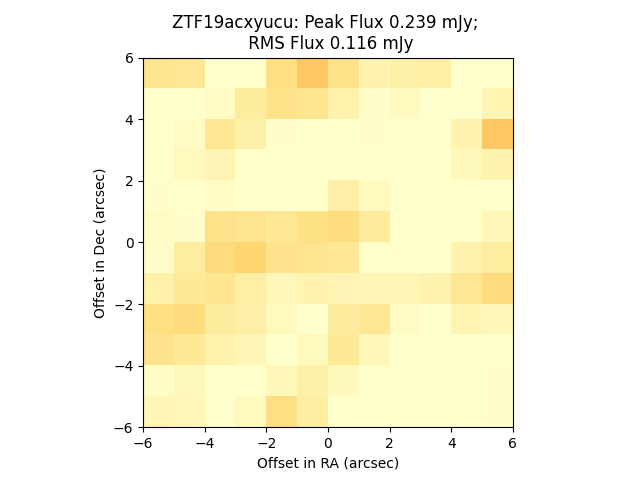 ZTF19acxyucu: Peak Flux 0.239 mJy;
RMS Flux 0.116 mJy
6
4
2
0
−2
−4
−6
Offset in Dec (arcsec)
−6 −4 −2 0 2 4 6
Offset in RA (arcsec)